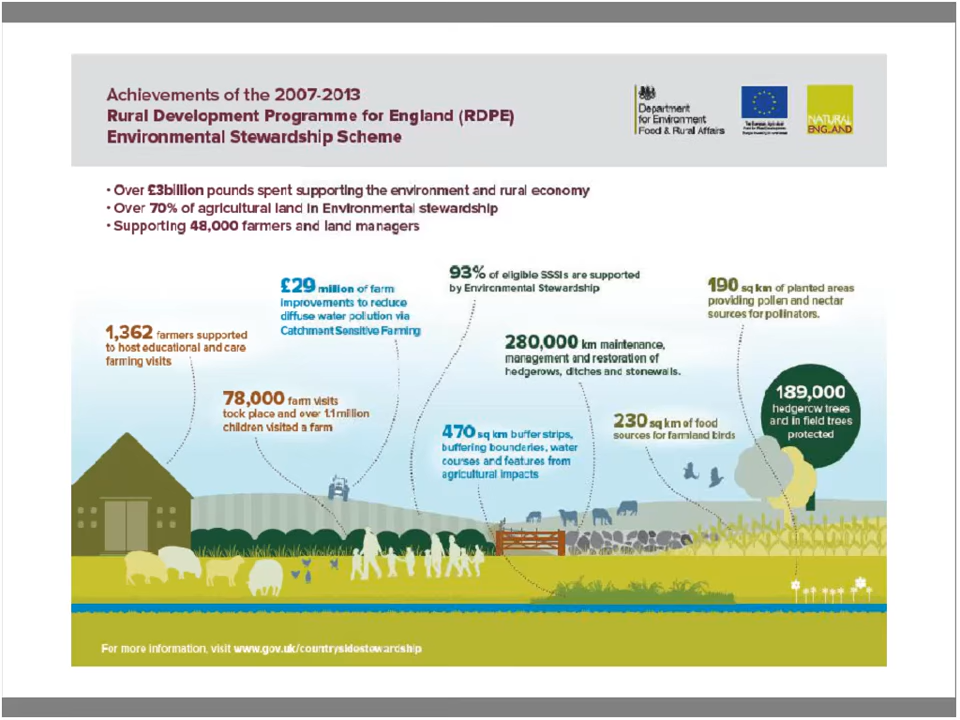 Achievements of the 2007-2013
Rural Development Programme for England (RDPE)
Environmental Stewardship Scheme
Department
for Environment
Food & Rural Affairs
NATURAL
ENGLAND
• Over £3billion pounds spent supporting the environment and rural economy
• Over 70% of agricultural land in Environmental stewardship
• Supporting 48,000 farmers and land managers
1,362 farmers supported
to host educational and care
farming visits
£29 million of farm
improvements to reduce
diffuse water pollution via
Catchment Sensitive Farming
78,000 farm visits
took place and over 1.1million
children visited a farm
93% of eligible SSSIs are supported
by Environmental Stewardship
280,000 km maintenance,
management and restoration of
hedgerows, ditches and stonewalls.
470 sq km buffer strips,
buffering boundaries, water
courses and features from
agricultural impacts
230 sq km of food
sources for farmland birds
190 sq km of planted areas
providing pollen and nectar
sources for pollinators.
189,000
hedgerow trees
and in field trees
protected
For more information, visit www.gov.uk/countrysidestewardship